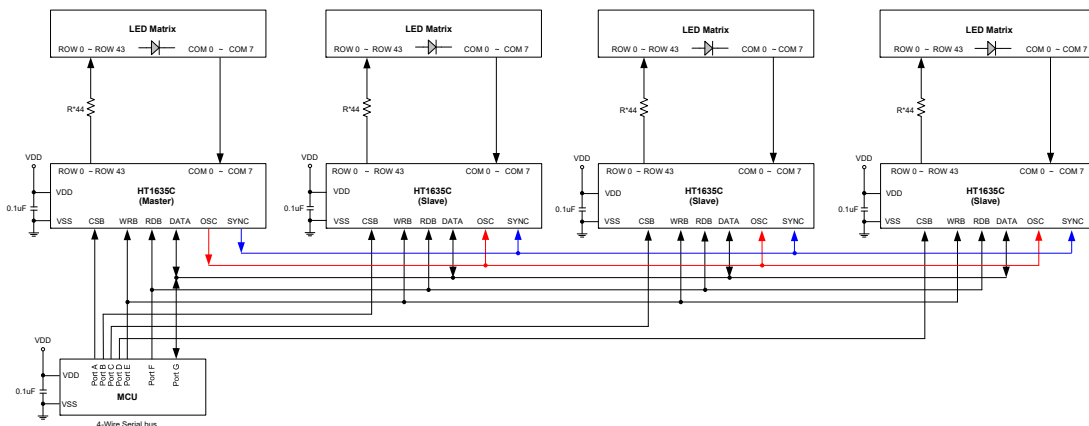 LED Matrix LED Matrix LED Matrix LED Matrix
ROW 0 ~ ROW 43 COM 0 ~ COM 7 ROW 0 ~ ROW 43 COM 0 ~ COM 7 ROW 0 ~ ROW 43 COM 0 ~ COM 7 ROW 0 ~ ROW 43 COM 0 ~ COM 7
R*44 R*44 R*44 R*44
VDD VDD VDD VDD
ROW 0 ~ ROW 43 COM 0 ~ COM 7 ROW 0 ~ ROW 43 COM 0 ~ COM 7 ROW 0 ~ ROW 43 COM 0 ~ COM 7 ROW 0 ~ ROW 43 COM 0 ~ COM 7
VDD HT1635C VDD HT1635C VDD HT1635C VDD HT1635C
0.1uF (Master) 0.1uF (Slave) 0.1uF (Slave) 0.1uF (Slave)
VSS CSB WRB RDB DATA OSC SYNC VSS CSB WRB RDB DATA OSC SYNC VSS CSB WRB RDB DATA OSC SYNC VSS CSB WRB RDB DATA OSC SYNC
VDD
Port A Port B Port C Port D Port E Port F Port G
VDD
0.1uF MCU
VSS
4-Wire Serial bus